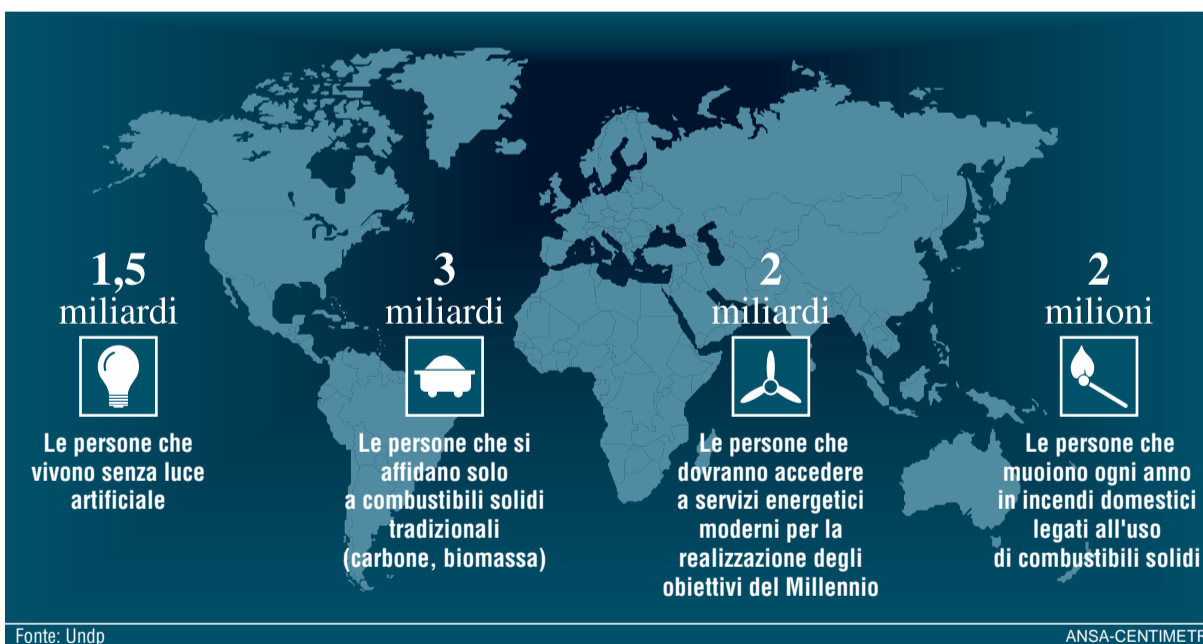 1,5
miliardi
Le persone che
vivono senza luce
artificiale
3
miliardi
Le persone che si
affidano solo
a combustibili solidi
tradizionali
(carbone, biomassa)
2
miliardi
Le persone che
dovranno accedere
a servizi energetici
moderni per la
realizzazione degli
obiettivi del Millennio
2
milioni
Le persone che
muoiono ogni anno
in incendi domestici
legati all'uso
di combustibili solidi
Fonte: Undp
ANSA-CENTIMETR